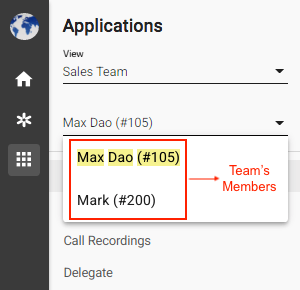 Applications
View
Sales Team
Max Dao (#105)
Max Dao (#105)
Mark (#200)
Team's
Members
Call Recordings
Delegate